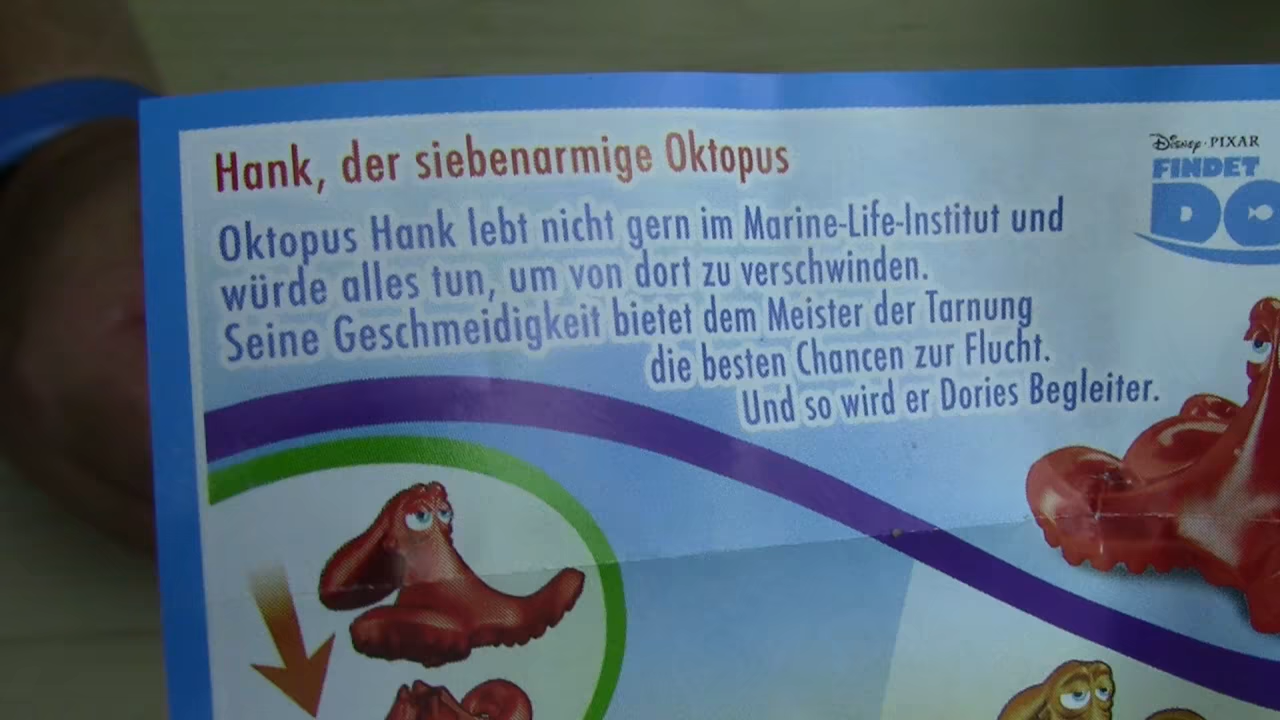 Hank, der siebenarmige Oktopus
Oktopus Hank lebt nicht gern im Marine-Life-Institut und
würde alles tun, um von dort zu verschwinden.
Seine Geschmeidigkeit bietet dem Meister der Tarnung
die besten Chancen zur Flucht.
Und so wird er Dories Begleiter.
Disney·PIXAR
FINDET